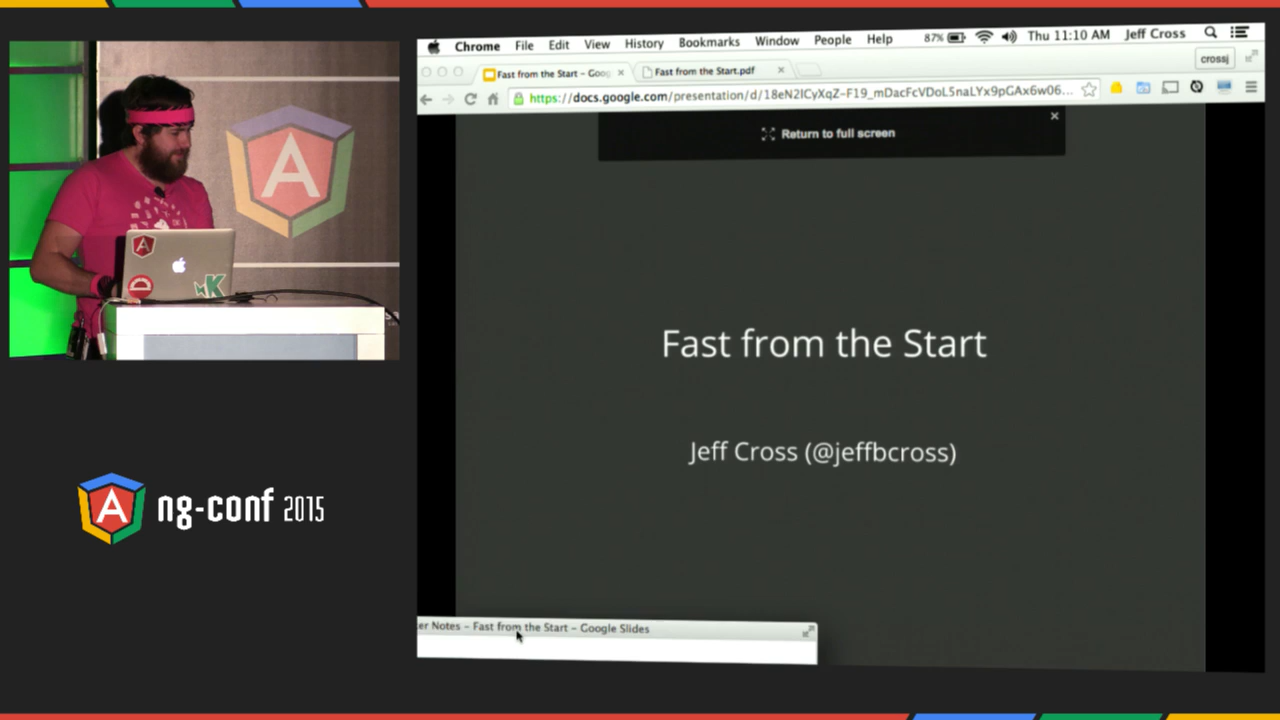 Chrome File Edit View History Bookmarks Window People Help 87% Thu 11:10 AM Jeff Cross
Fast from the Start - Goog
Fast from the Start.pdf
crossj
https://docs.google.com/presentation/d/18eN2lCyXqZ-F19_mDacFcVDoL5naLYx9pGAx6w06...
Return to full screen
A
Fast from the Start
Jeff Cross (@jeffbcross)
A ng-conf 2015
er Notes - Fast from the Start - Google Slides